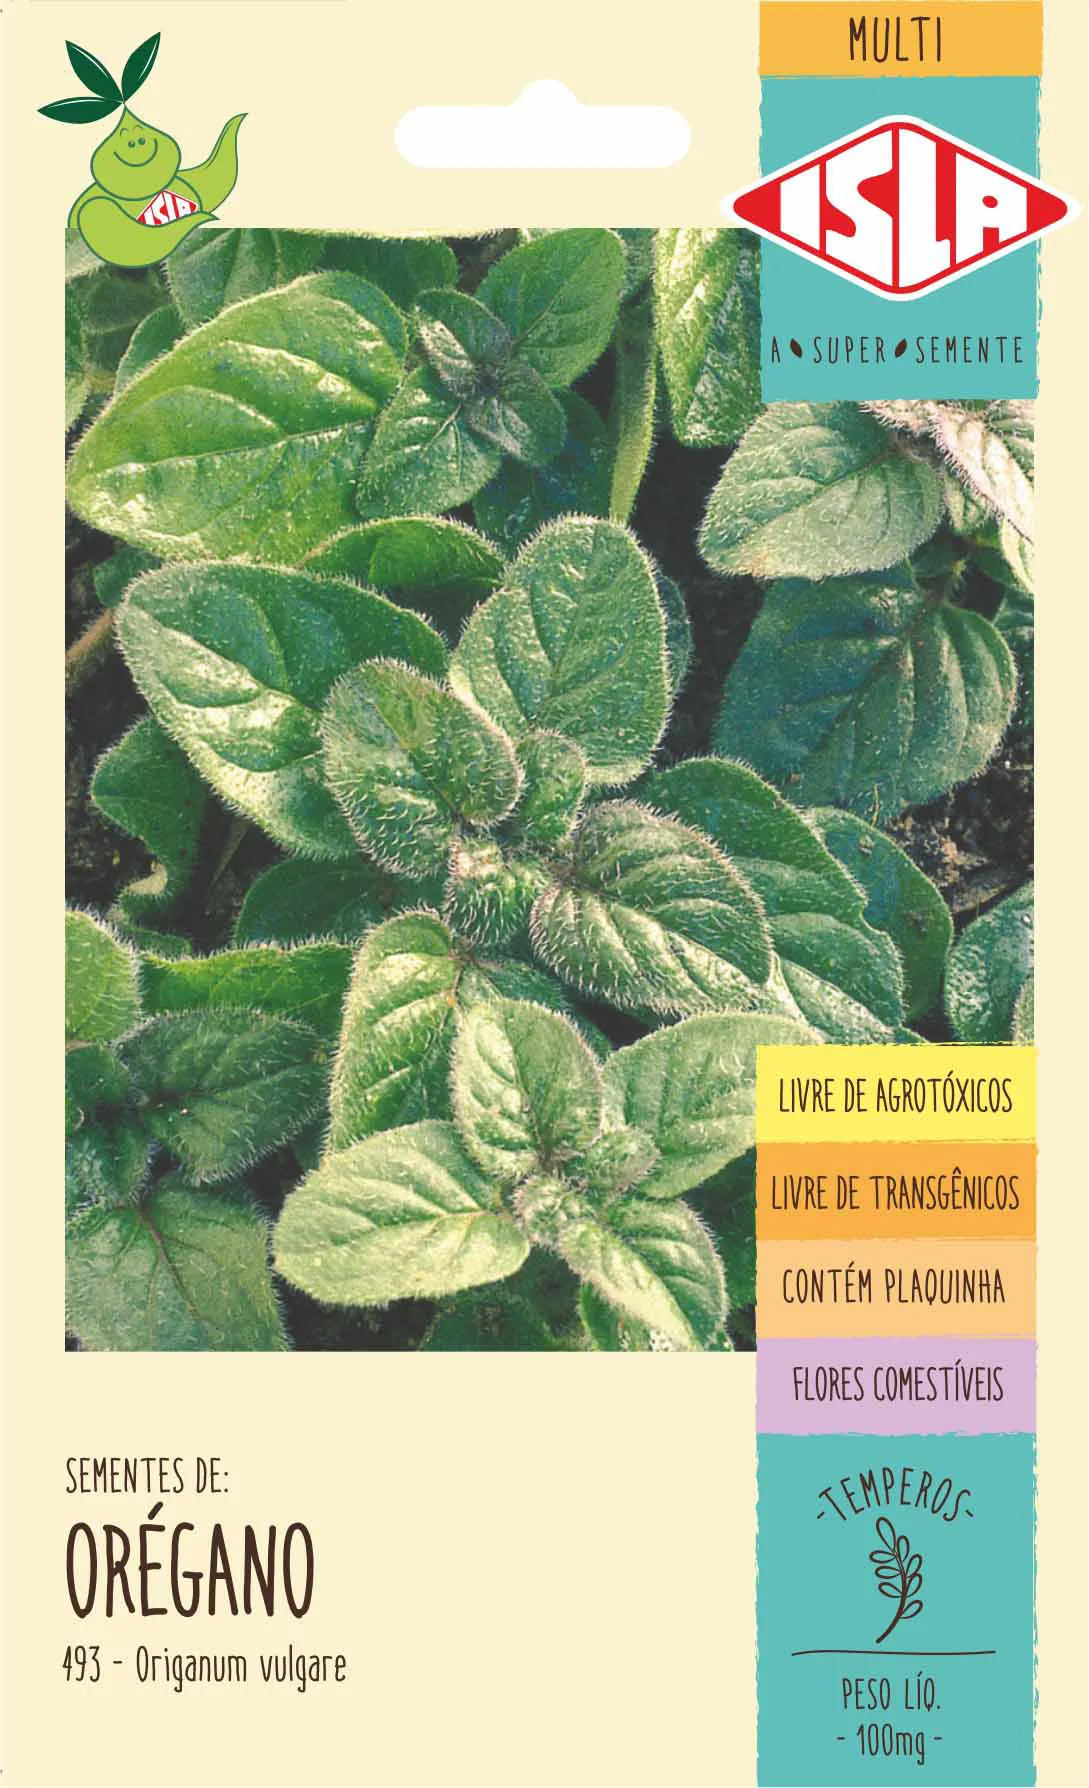 MULTI
ISLA
ISLA
A SUPER SEMENTE
LIVRE DE AGROTÓXICOS
LIVRE DE TRANSGÊNICOS
CONTÉM PLAQUINHA
FLORES COMESTÍVEIS
SEMENTES DE:
ORÉGANO
493 - Origanum vulgare
-TEMPEROS-
PESO LÍQ.
- 100mg -